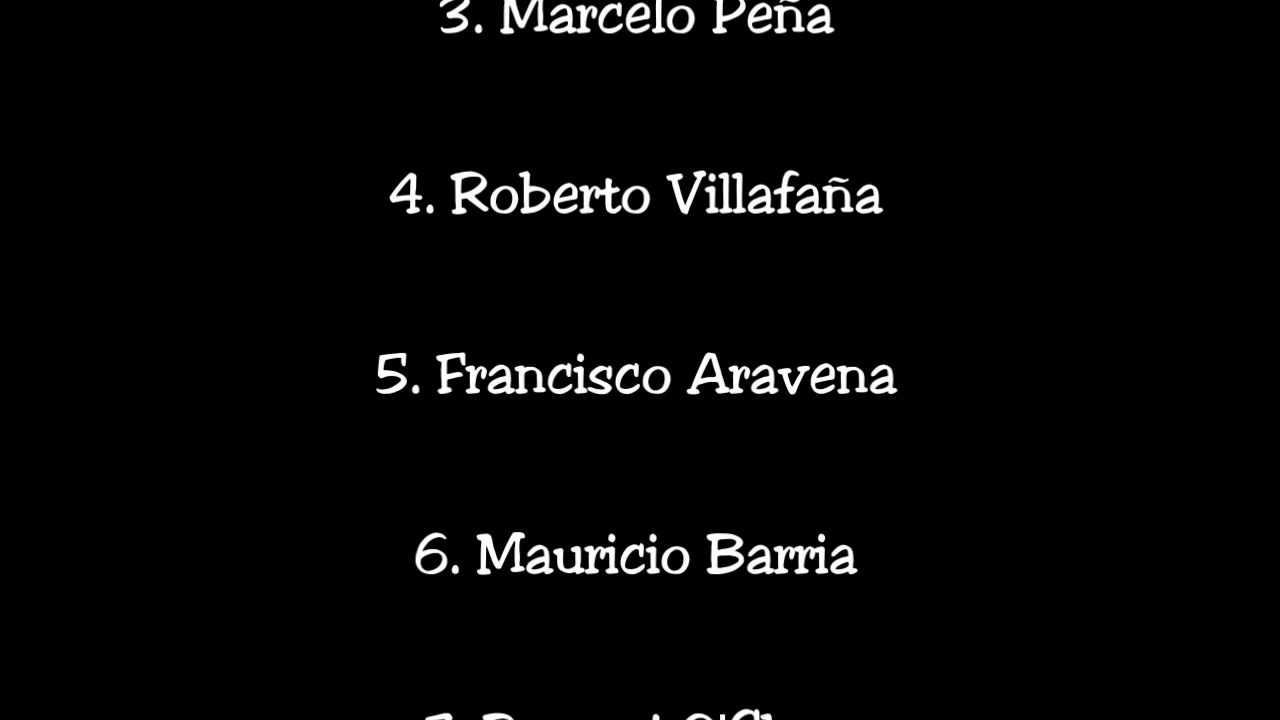 3. Marcelo Peña
4. Roberto Villafaña
5. Francisco Aravena
6. Mauricio Barria